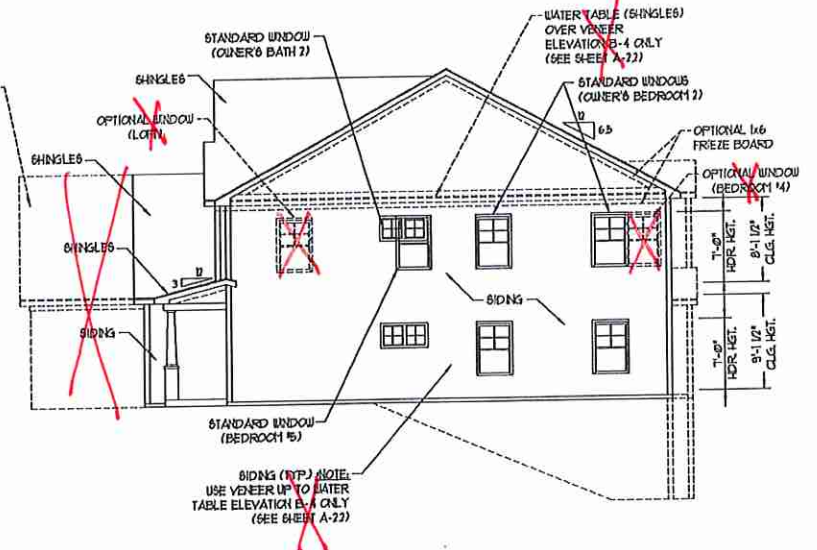 WATER TABLE (SHINGLES)
OVER VENEER
ELEVATION B-4 ONLY
(SEE SHEET A-22)
STANDARD WINDOW
(OWNER'S BATH 2)
SHINGLES
STANDARD WINDOWS
(OWNER'S BEDROOM 2)
OPTIONAL WINDOW
(LOFT)
12
6.5
OPTIONAL 1x6
FRIEZE BOARD
SHINGLES
OPTIONAL WINDOW
(BEDROOM #4)
SHINGLES
12
3
7'-0"
HDR. HGT.
8'-1 1/2"
CLG. HGT.
SIDING
SIDING
7'-0"
HDR. HGT.
9'-1 1/2"
CLG. HGT.
STANDARD WINDOW
(BEDROOM #5)
SIDING (TYP.) NOTE:
USE VENEER UP TO WATER
TABLE ELEVATION B-4 ONLY
(SEE SHEET A-22)